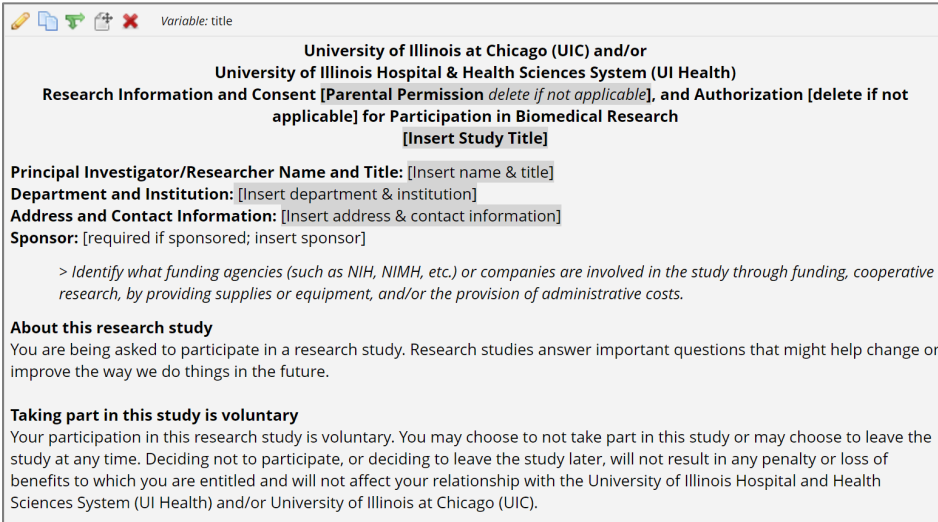 Variable: title
University of Illinois at Chicago (UIC) and/or
University of Illinois Hospital & Health Sciences System (UI Health)
Research Information and Consent [Parental Permission delete if not applicable], and Authorization [delete if not
applicable] for Participation in Biomedical Research
[Insert Study Title]
Principal Investigator/Researcher Name and Title: [Insert name & title]
Department and Institution: [Insert department & institution]
Address and Contact Information: [Insert address & contact information]
Sponsor: [required if sponsored; insert sponsor]
> Identify what funding agencies (such as NIH, NIMH, etc.) or companies are involved in the study through funding, cooperative
research, by providing supplies or equipment, and/or the provision of administrative costs.
About this research study
You are being asked to participate in a research study. Research studies answer important questions that might help change or
improve the way we do things in the future.
Taking part in this study is voluntary
Your participation in this research study is voluntary. You may choose to not take part in this study or may choose to leave the
study at any time. Deciding not to participate, or deciding to leave the study later, will not result in any penalty or loss of
benefits to which you are entitled and will not affect your relationship with the University of Illinois Hospital and Health
Sciences System (UI Health) and/or University of Illinois at Chicago (UIC).